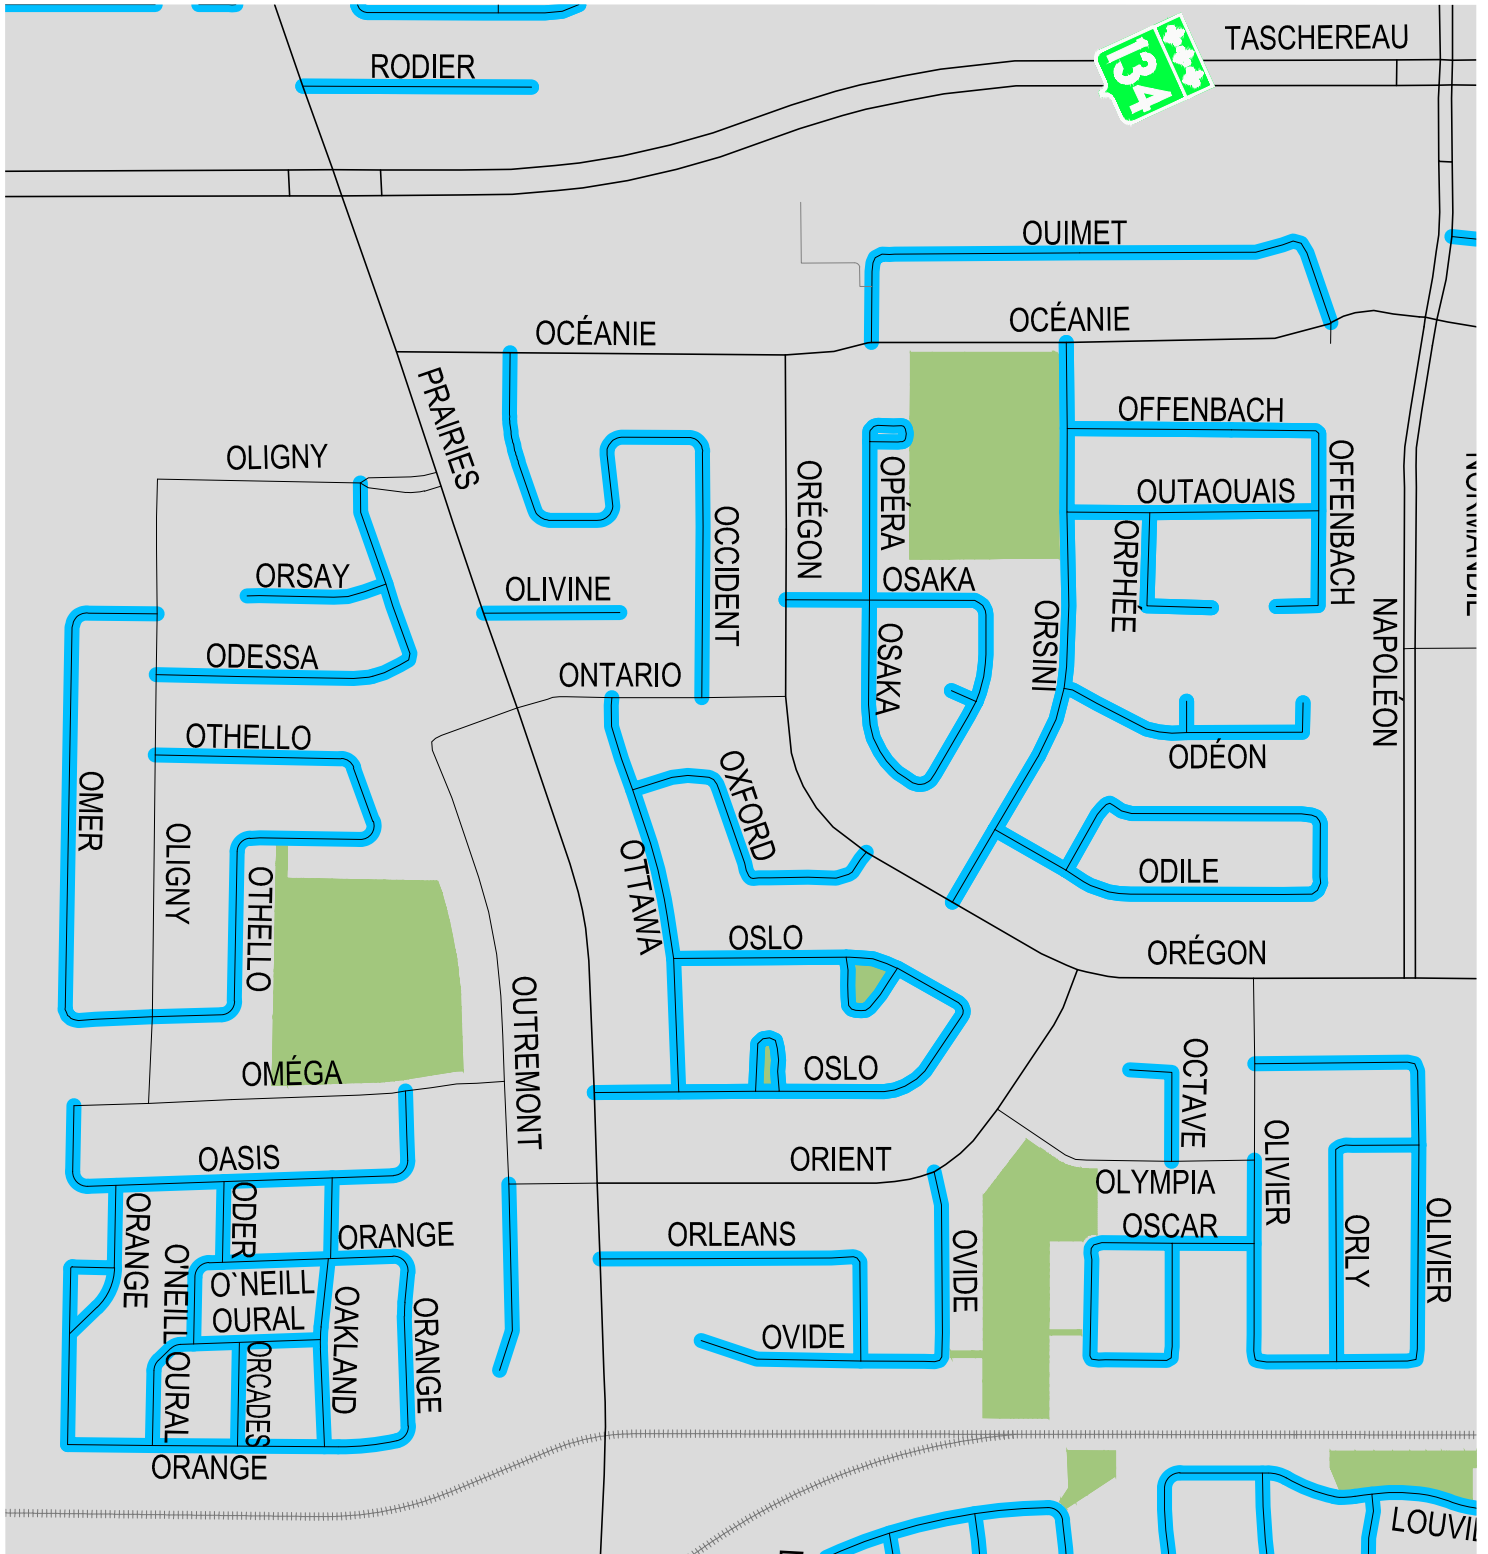 TASCHEREAU
134
RODIER
OUIMET
OCÉANIE
OCÉANIE
PRAIRIES
OFFENBACH
OLIGNY
OPÉRA
ORÉGON
OFFENBACH
OUTAOUAIS
OCCIDENT
ORPHÉE
ORSAY
OLIVINE
OSAKA
ORSINI
NAPOLÉON
OSAKA
ODESSA
ONTARIO
OTHELLO
ODÉON
OMER
OXFORD
OLIGNY
OTTAWA
ODILE
OTHELLO
OSLO
ORÉGON
OUTREMONT
OMÉGA
OSLO
OCTAVE
OASIS
ORIENT
OLIVIER
OLYMPIA
ORANGE
ODER
ORANGE
ORLEANS
OSCAR
OVIDE
ORLY
OLIVIER
O'NEILL
O`NEILL
OURAL
OAKLAND
ORANGE
OVIDE
OURAL
ORCADES
ORANGE